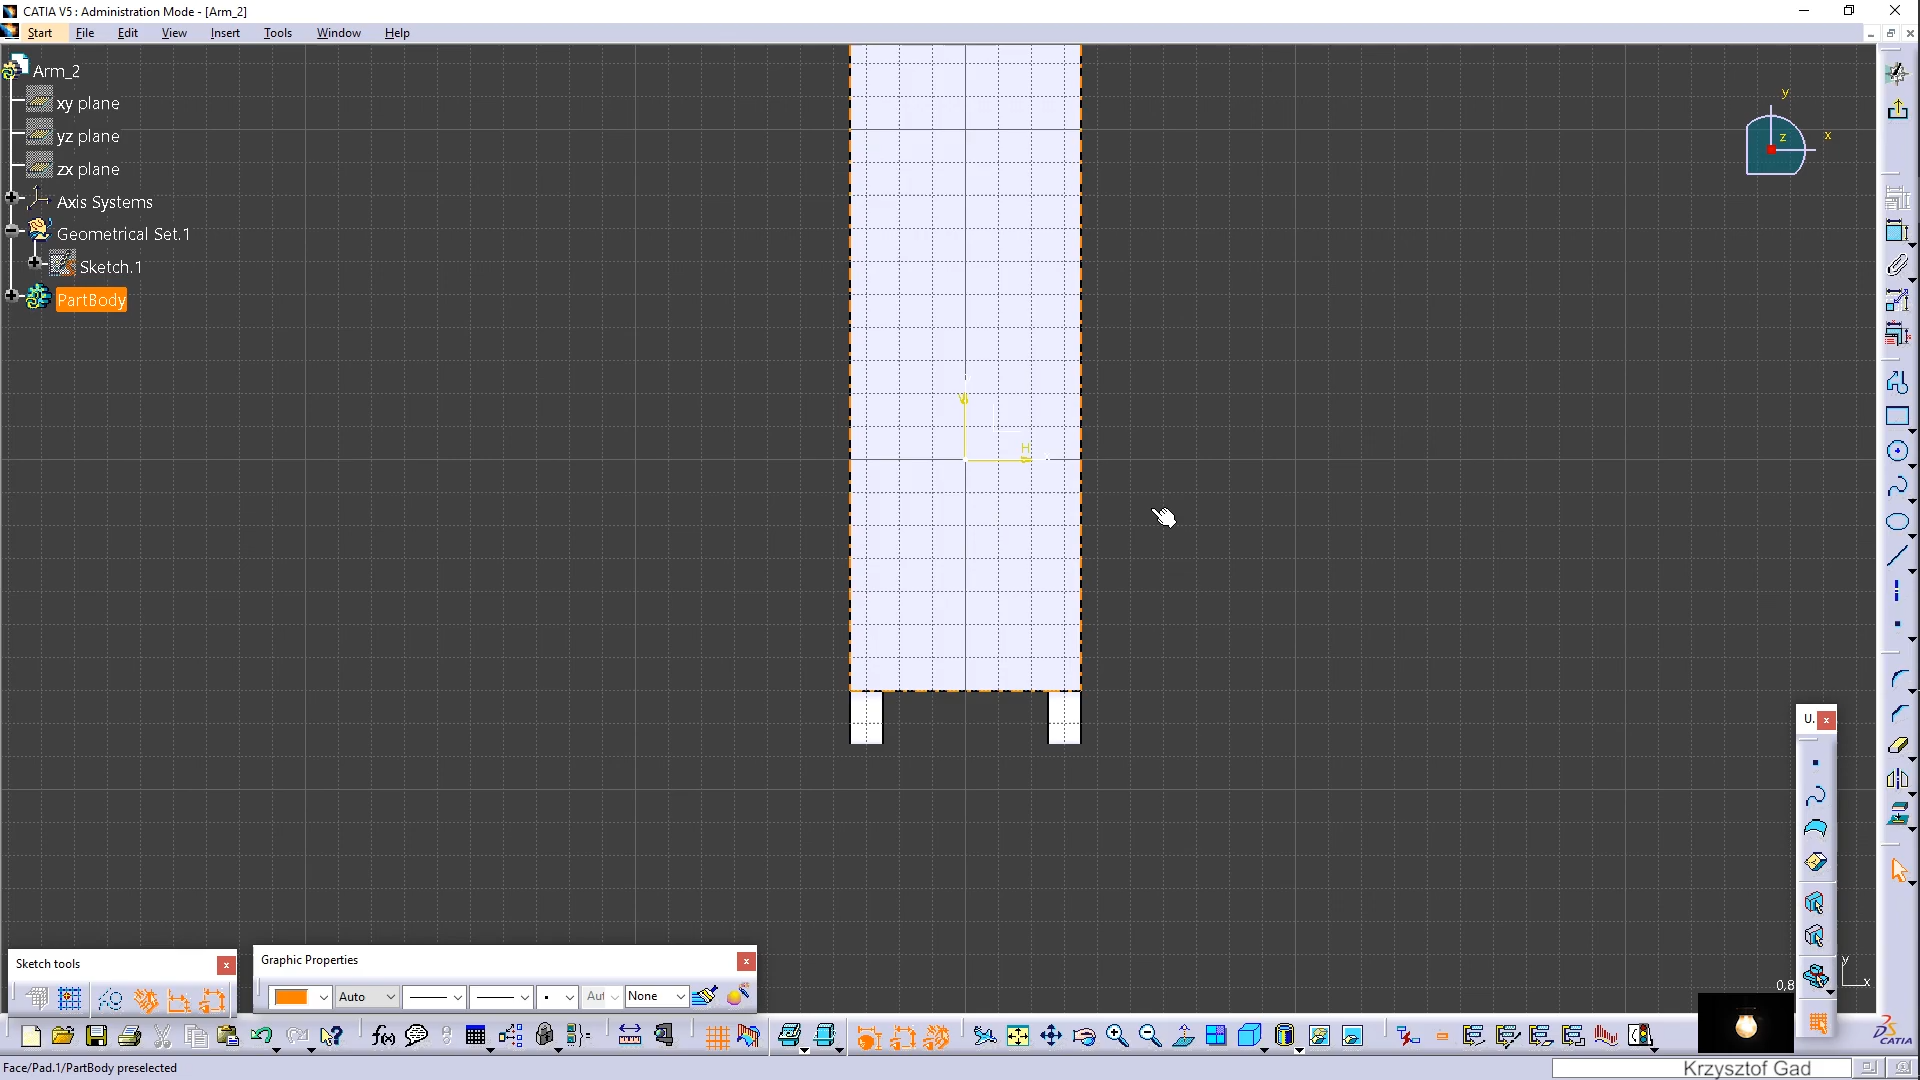 CATIA V5 : Administration Mode - [Arm_2]
Start File Edit View Insert Tools Window Help
Arm_2
xy plane
yz plane
zx plane
Axis Systems
Geometrical Set.1
Sketch.1
PartBody
y
x
z
V
H
U.
Sketch tools
Graphic Properties
Auto
Aut
None
y
x
0,8
f(x)
CATIA
Face/Pad.1/PartBody preselected
Krzysztof Gad